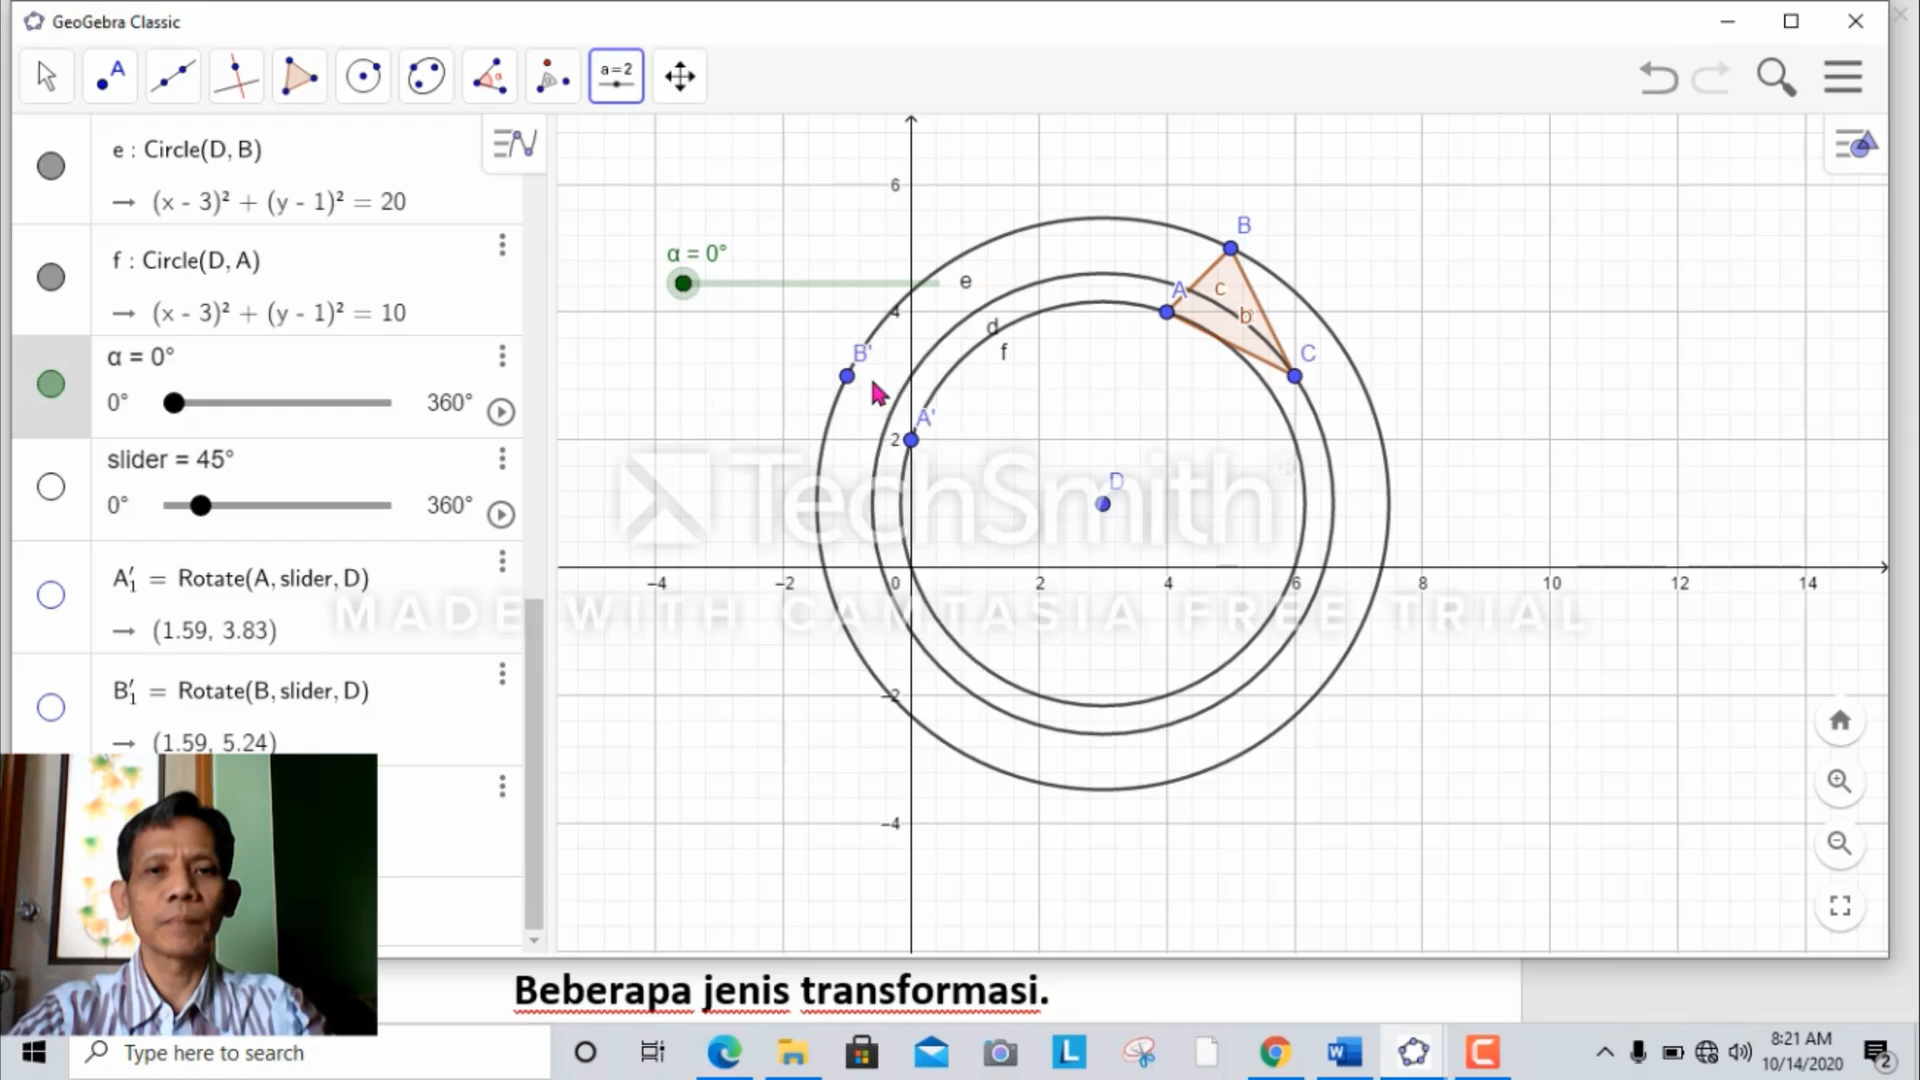 GeoGebra Classic
A
a=2
e : Circle(D, B)
→ (x - 3)² + (y - 1)² = 20
f : Circle(D, A)
→ (x - 3)² + (y - 1)² = 10
α = 0°
0° 360°
slider = 45°
0° 360°
A′₁ = Rotate(A, slider, D)
→ (1.59, 3.83)
B′₁ = Rotate(B, slider, D)
→ (1.59, 5.24)
α = 0°
6
4
2
0
−2
−4
−4 −2 2 4 6 8 10 12 14
B
e
A
c
b
d
f
C
B'
A'
D
TechSmith®
MADE WITH CAMTASIA FREE TRIAL
Beberapa jenis transformasi.
Type here to search
L
W
C
8:21 AM
10/14/2020
2